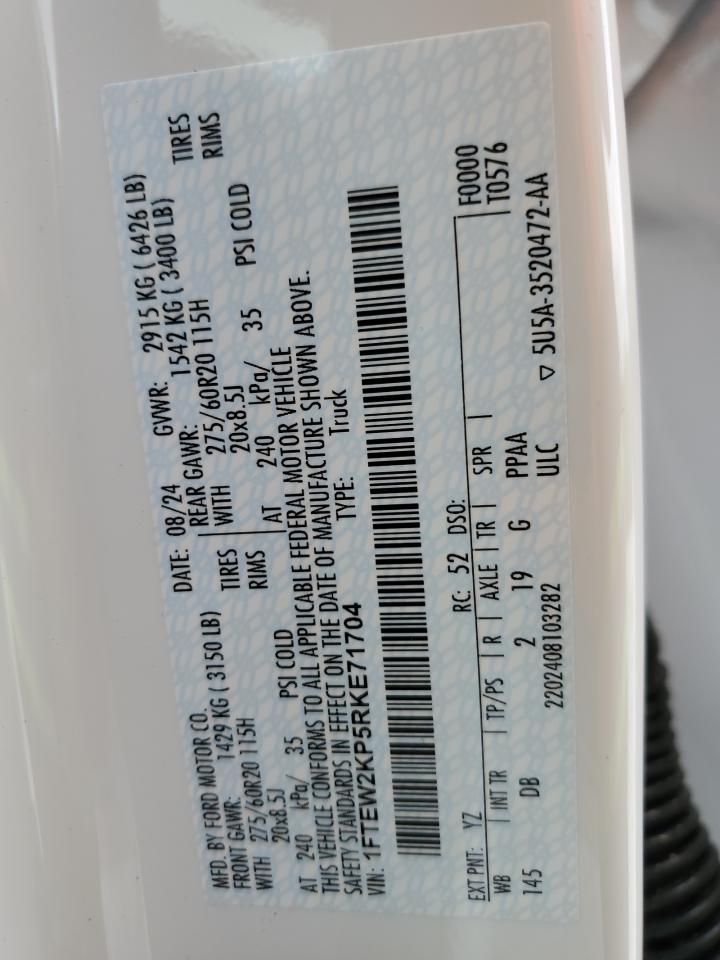 MFD. BY FORD MOTOR CO.
DATE: 08/24 GVWR: 2915 KG ( 6426 LB)
FRONT GAWR: 1429 KG ( 3150 LB)
REAR GAWR: 1542 KG ( 3400 LB)
WITH 275/60R20 115H TIRES
WITH 275/60R20 115H TIRES
20x8.5J RIMS
20x8.5J RIMS
AT 240 kPa/ 35 PSI COLD
AT 240 kPa/ 35 PSI COLD
THIS VEHICLE CONFORMS TO ALL APPLICABLE FEDERAL MOTOR VEHICLE
SAFETY STANDARDS IN EFFECT ON THE DATE OF MANUFACTURE SHOWN ABOVE.
VIN: 1FTEW2KP5RKE71704 TYPE: Truck
EXT PNT: YZ RC: 52 DSO: F0000
WB INT TR TP/PS R AXLE TR SPR T0576
145 DB 2 19 G PPAA
2202408103282 ULC ▽ 5U5A-3520472-AA